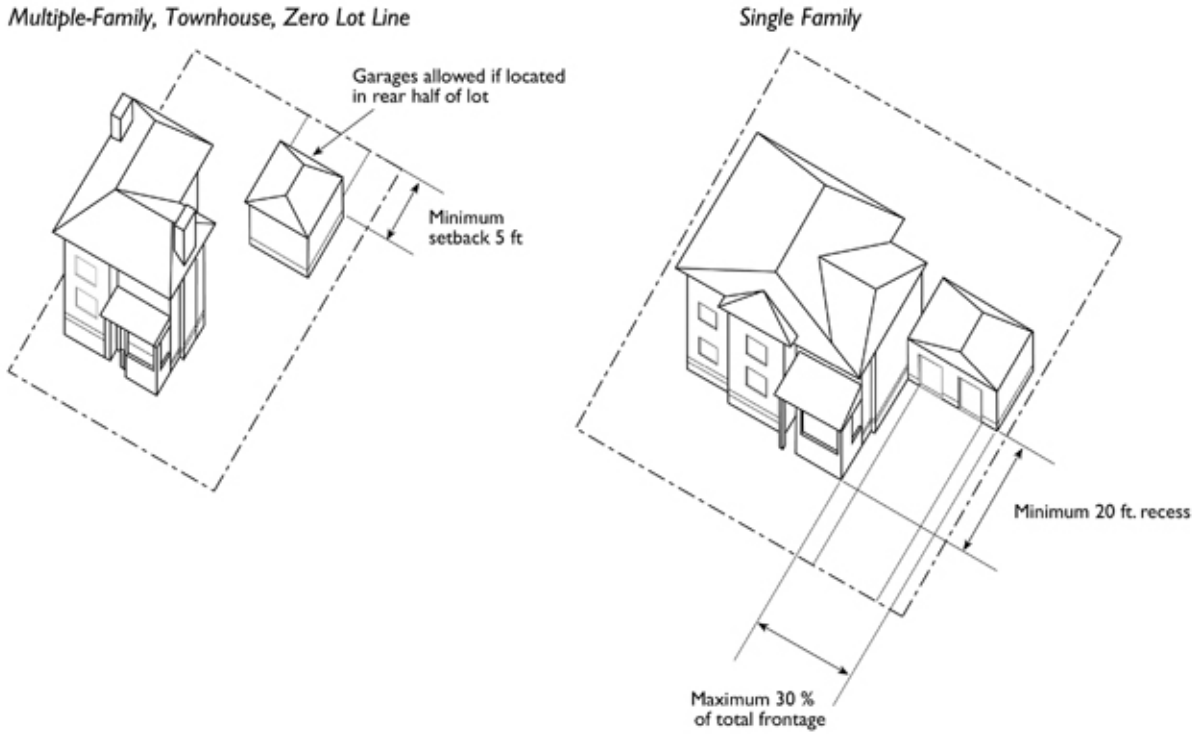 Multiple-Family, Townhouse, Zero Lot Line
Single Family
Garages allowed if located
in rear half of lot
Minimum
setback 5 ft
Minimum 20 ft. recess
Maximum 30 %
of total frontage